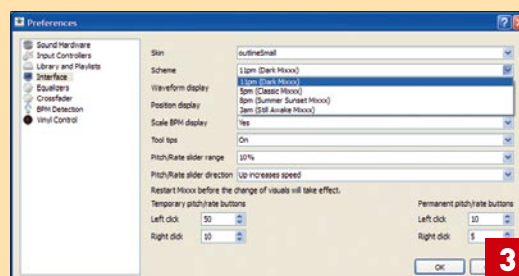 Preferences
Sound Hardware
Input Controllers
Library and Playlists
Interface
Equalizers
Crossfader
BPM Detection
Vinyl Control
Skin outlineSmall
Scheme 11pm (Dark Mixxx)
11pm (Dark Mixxx)
5pm (Classic Mixxx)
8pm (Summer Sunset Mixxx)
3am (Still Awake Mixxx)
Waveform display
Position display
Scale BPM display Yes
Tool tips On
Pitch/Rate slider range 10%
Pitch/Rate slider direction Up increases speed
Restart Mixxx before the change of visuals will take effect.
Temporary pitch/rate buttons Permanent pitch/rate buttons
Left click 50 Left click 10
Right click 10 Right click 5
OK
3